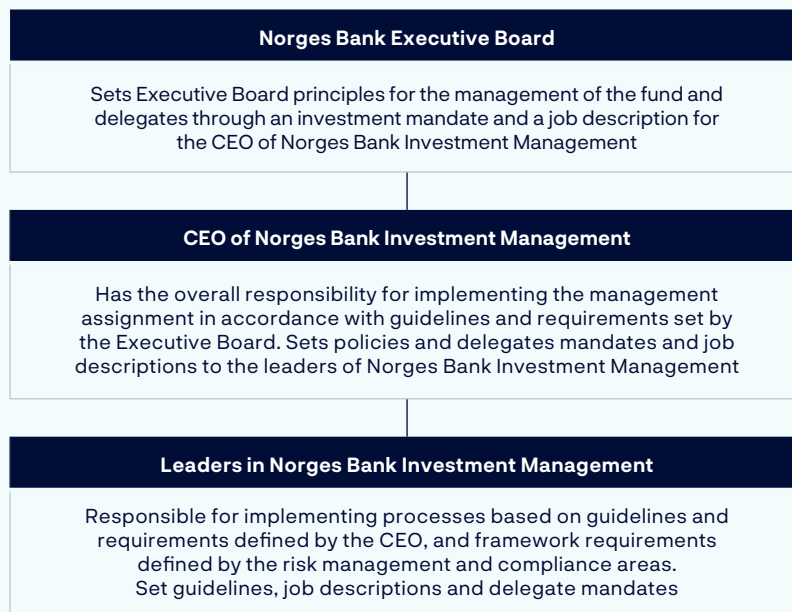 Norges Bank Executive Board
Sets Executive Board principles for the management of the fund and
delegates through an investment mandate and a job description for
the CEO of Norges Bank Investment Management
CEO of Norges Bank Investment Management
Has the overall responsibility for implementing the management
assignment in accordance with guidelines and requirements set by
the Executive Board. Sets policies and delegates mandates and job
descriptions to the leaders of Norges Bank Investment Management
Leaders in Norges Bank Investment Management
Responsible for implementing processes based on guidelines and
requirements defined by the CEO, and framework requirements
defined by the risk management and compliance areas.
Set guidelines, job descriptions and delegate mandates